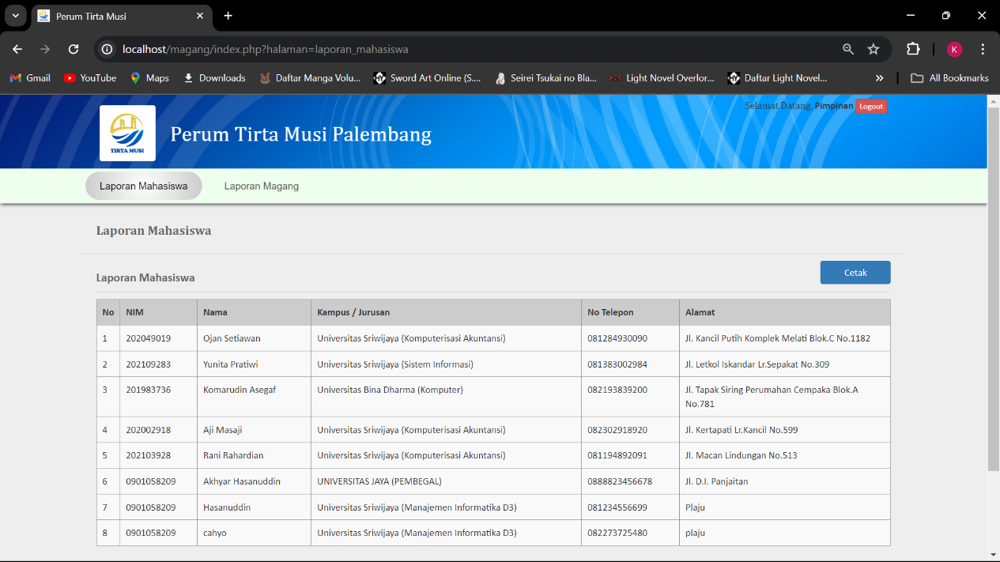 Perum Tirta Musi
localhost/magang/index.php?halaman=laporan_mahasiswa
K
Gmail YouTube Maps Downloads Daftar Manga Volu... Sword Art Online (S.... Seirei Tsukai no Bla... Light Novel Overlor... Daftar Light Novel... All Bookmarks
Selamat Datang, Pimpinan Logout
TIRTA MUSI
Perum Tirta Musi Palembang
Laporan Mahasiswa Laporan Magang
Laporan Mahasiswa
Laporan Mahasiswa Cetak
No NIM Nama Kampus / Jurusan No Telepon Alamat
1 202049019 Ojan Setiawan Universitas Sriwijaya (Komputerisasi Akuntansi) 081284930090 Jl. Kancil Putih Komplek Melati Blok.C No.1182
2 202109283 Yunita Pratiwi Universitas Sriwijaya (Sistem Informasi) 081383002984 Jl. Letkol Iskandar Lr.Sepakat No.309
3 201983736 Komarudin Asegaf Universitas Bina Dharma (Komputer) 082193839200 Jl. Tapak Siring Perumahan Cempaka Blok.A
No.781
4 202002918 Aji Masaji Universitas Sriwijaya (Komputerisasi Akuntansi) 082302918920 Jl. Kertapati Lr.Kancil No.599
5 202103928 Rani Rahardian Universitas Sriwijaya (Komputerisasi Akuntansi) 081194892091 Jl. Macan Lindungan No.513
6 0901058209 Akhyar Hasanuddin UNIVERSITAS JAYA (PEMBEGAL) 0888823456678 Jl. D.I. Panjaitan
7 0901058209 Hasanuddin Universitas Sriwijaya (Manajemen Informatika D3) 081234556699 Plaju
8 0901058209 cahyo Universitas Sriwijaya (Manajemen Informatika D3) 082273725480 plaju